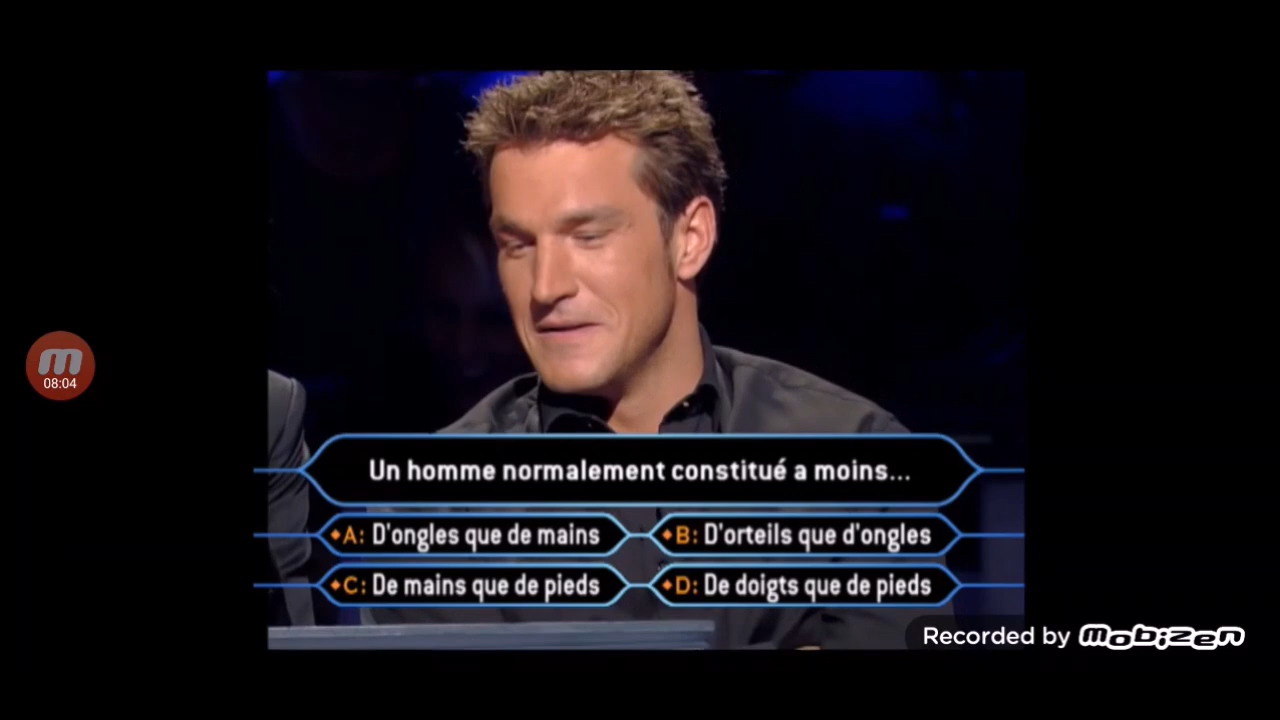 Un homme normalement constitué a moins...
A: D'ongles que de mains
B: D'orteils que d'ongles
C: De mains que de pieds
D: De doigts que de pieds
08:04
Recorded by mobizen